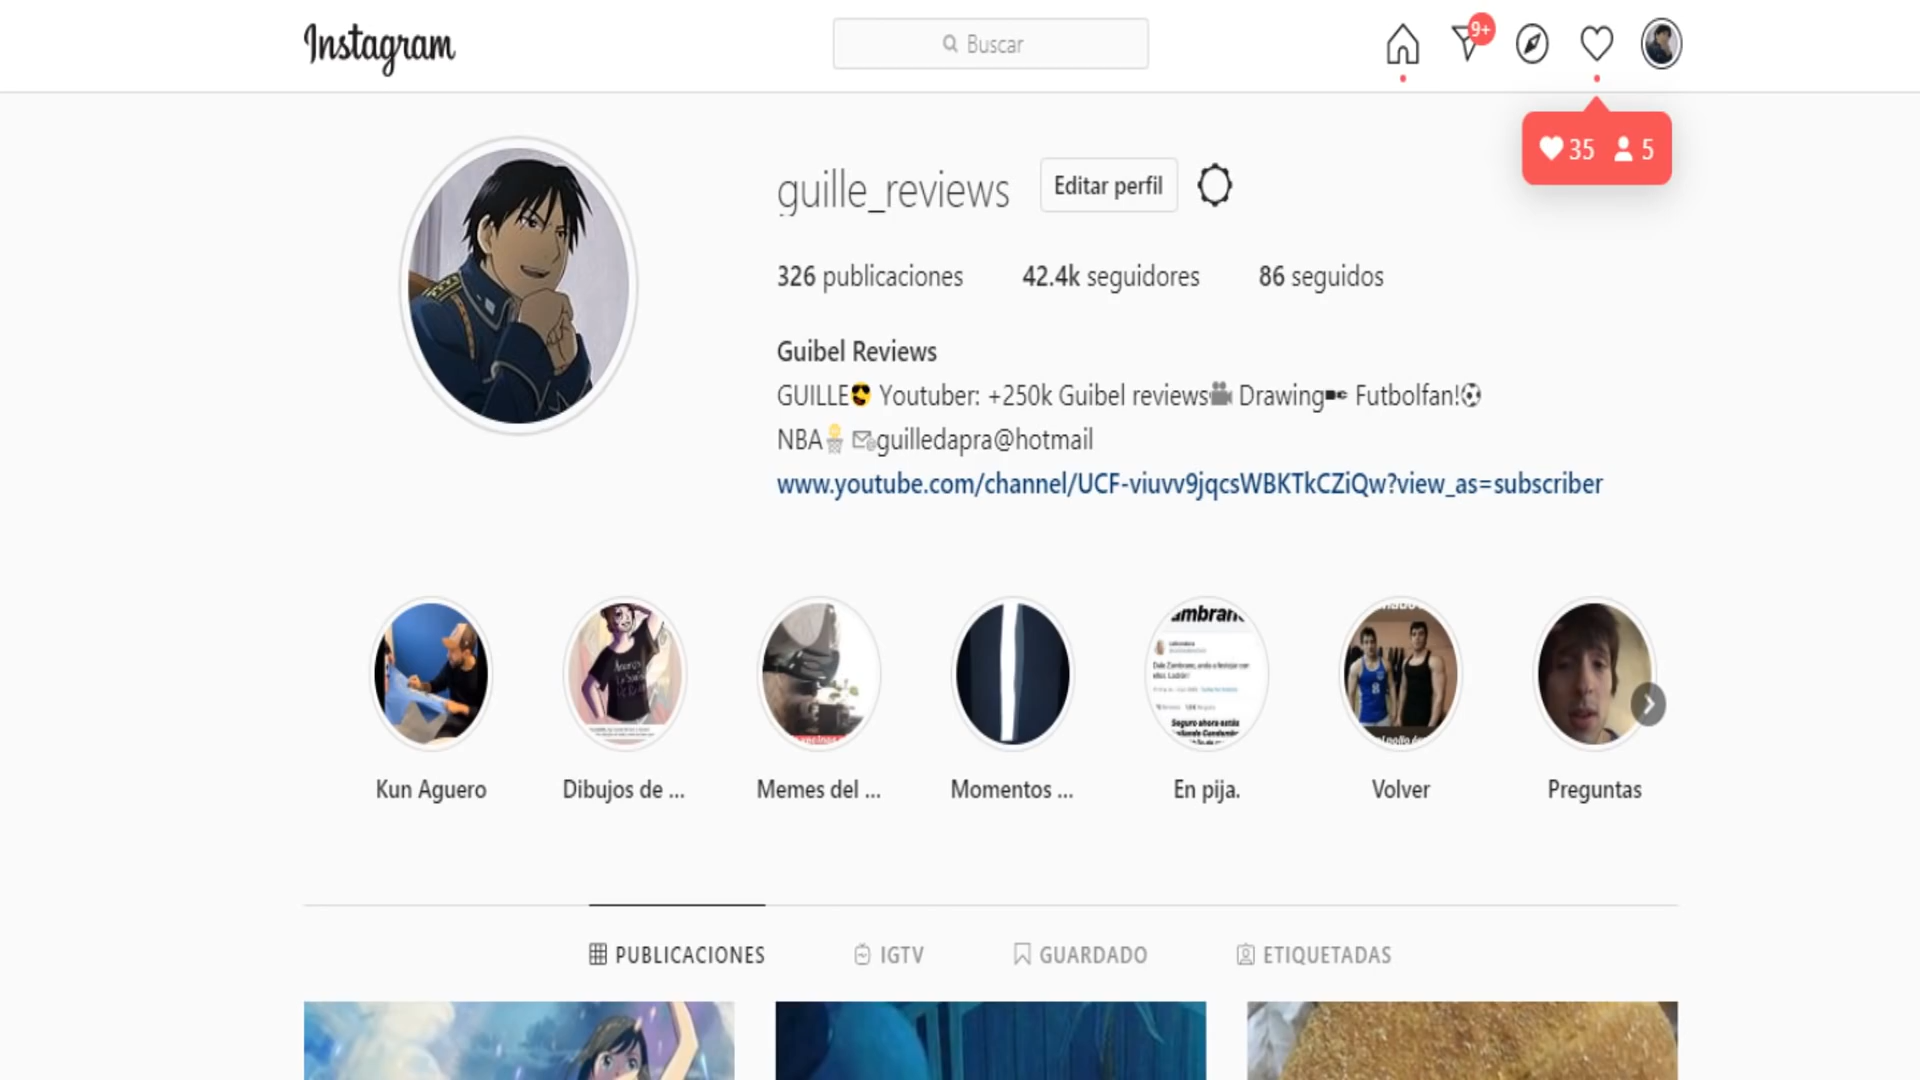 Instagram
Buscar
9+
35 5
guille_reviews
Editar perfil
326 publicaciones 42.4k seguidores 86 seguidos
Guibel Reviews
GUILLE😎 Youtuber: +250k Guibel reviews🎥 Drawing✒ Futbolfan!⚽
NBA 📧guilledapra@hotmail
www.youtube.com/channel/UCF-viuvv9jqcsWBKTkCZiQw?view_as=subscriber
Kun Aguero
Dibujos de ...
Memes del ...
Momentos ...
En pija.
Volver
Preguntas
PUBLICACIONES
IGTV
GUARDADO
ETIQUETADAS